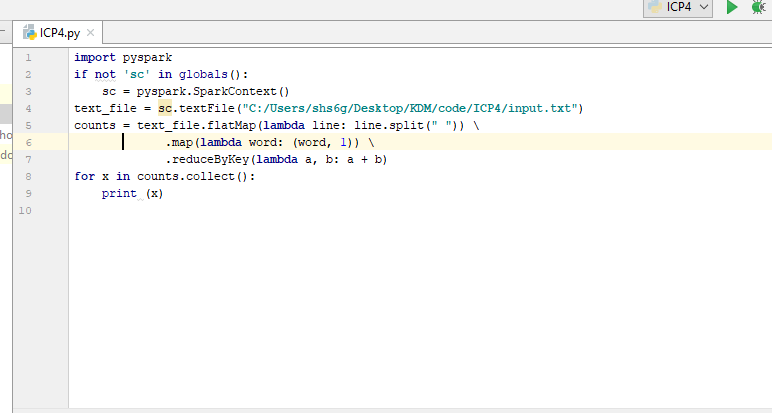 ICP4
ICP4.py
1 import pyspark
2 if not 'sc' in globals():
3     sc = pyspark.SparkContext()
4 text_file = sc.textFile("C:/Users/shs6g/Desktop/KDM/code/ICP4/input.txt")
5 counts = text_file.flatMap(lambda line: line.split(" ")) \
6              .map(lambda word: (word, 1)) \
7              .reduceByKey(lambda a, b: a + b)
8 for x in counts.collect():
9     print (x)
10
ho
do